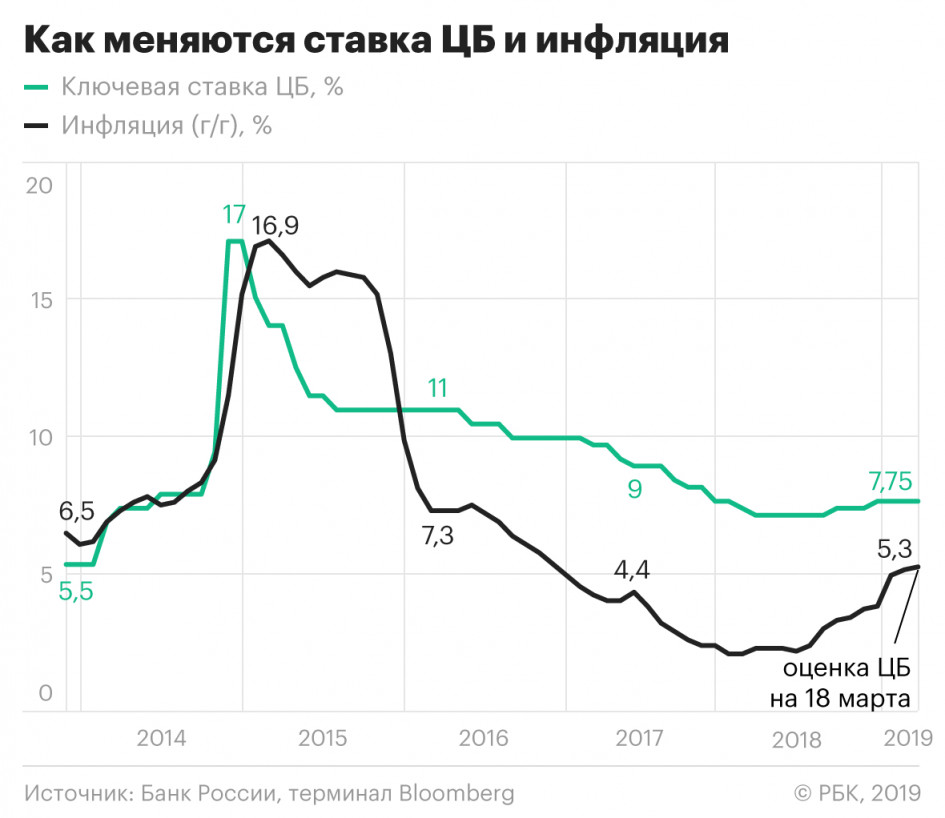 Как меняются ставка ЦБ и инфляция
Ключевая ставка ЦБ, %
Инфляция (г/г), %
20
17
16,9
15
11
10
9
7,75
6,5
7,3
5,3
4,4
5
5,5
оценка ЦБ
на 18 марта
0
2014 2015 2016 2017 2018 2019
Источник: Банк России, терминал Bloomberg
© РБК, 2019